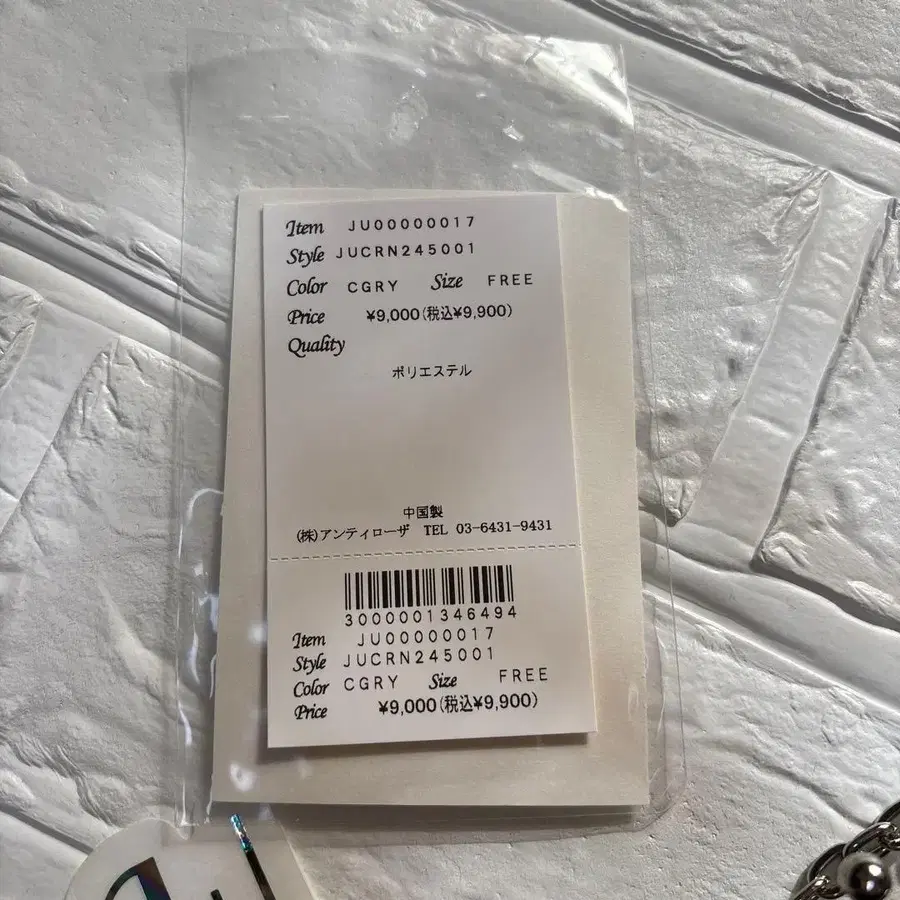 Item JU00000017
Style JUCRN245001
Color CGRY Size FREE
Price ¥9,000(税込¥9,900)
Quality
ポリエステル
中国製
(株)アンティローザ TEL 03-6431-9431
3000001346494
Item JU00000017
Style JUCRN245001
Color CGRY Size FREE
Price ¥9,000(税込¥9,900)